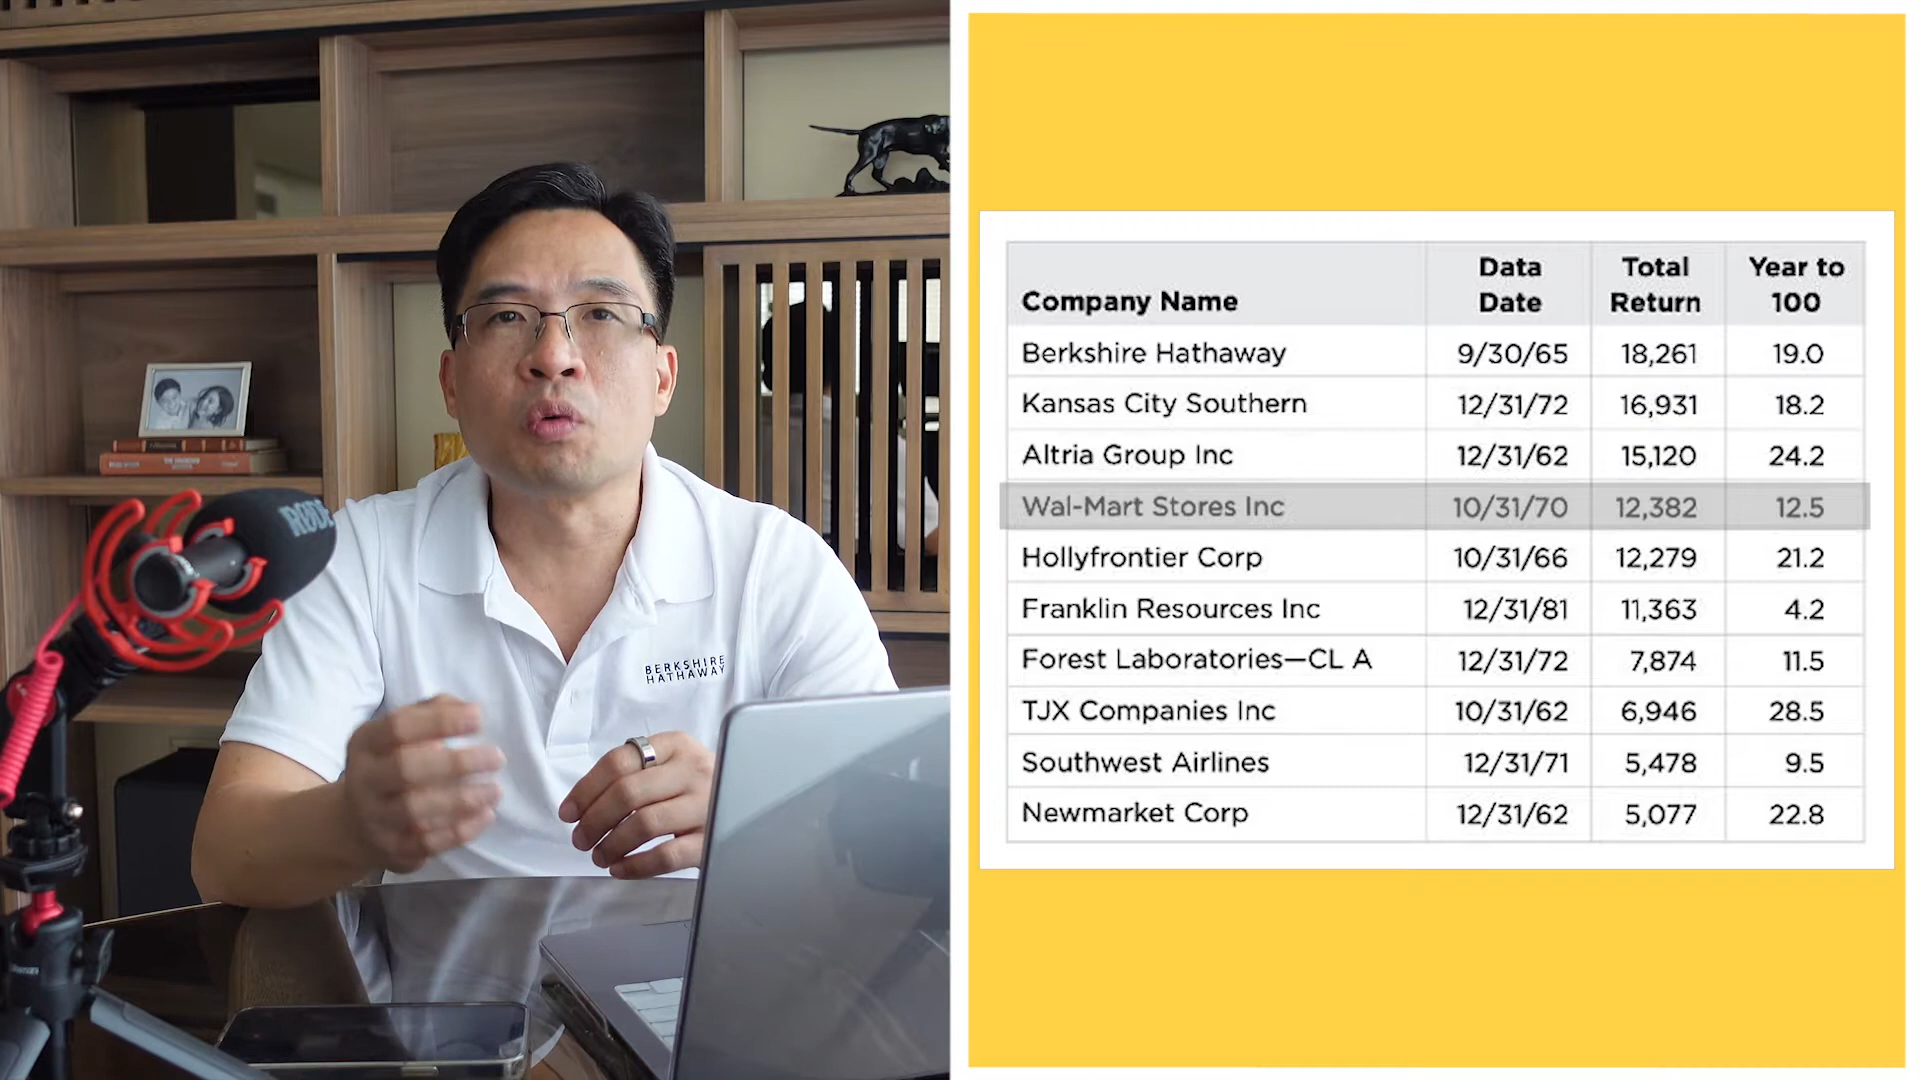 RØDE
BERKSHIRE
HATHAWAY
Company Name Data Date Total Return Year to 100
Berkshire Hathaway 9/30/65 18,261 19.0
Kansas City Southern 12/31/72 16,931 18.2
Altria Group Inc 12/31/62 15,120 24.2
Wal-Mart Stores Inc 10/31/70 12,382 12.5
Hollyfrontier Corp 10/31/66 12,279 21.2
Franklin Resources Inc 12/31/81 11,363 4.2
Forest Laboratories—CL A 12/31/72 7,874 11.5
TJX Companies Inc 10/31/62 6,946 28.5
Southwest Airlines 12/31/71 5,478 9.5
Newmarket Corp 12/31/62 5,077 22.8